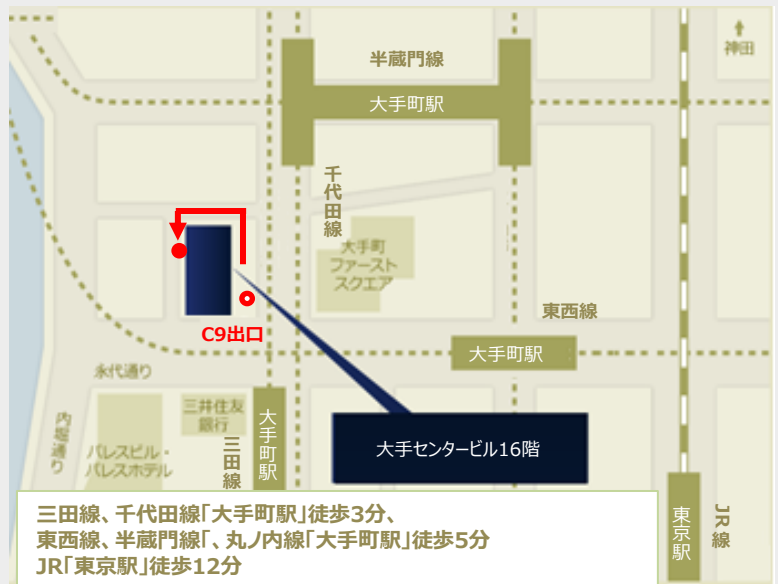 半蔵門線
神田
大手町駅
千代田線
大手町
ファースト
スクエア
東西線
C9出口
大手町駅
永代通り
三井住友
銀行
大手町駅
内堀通り
パレスビル・
パレスホテル
三田線
大手センタービル16階
東京駅
JR線
三田線、千代田線「大手町駅」徒歩3分、
東西線、半蔵門線「、丸ノ内線「大手町駅」徒歩5分
JR「東京駅」徒歩12分